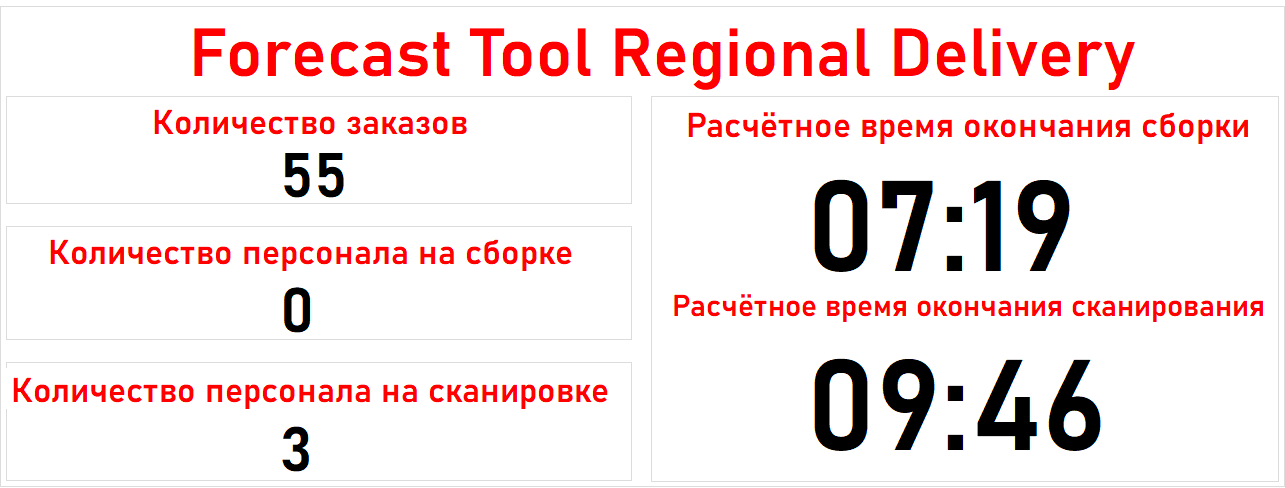 Forecast Tool Regional Delivery
Количество заказов
55
Количество персонала на сборке
0
Количество персонала на сканировке
3
Расчётное время окончания сборки
07:19
Расчётное время окончания сканирования
09:46